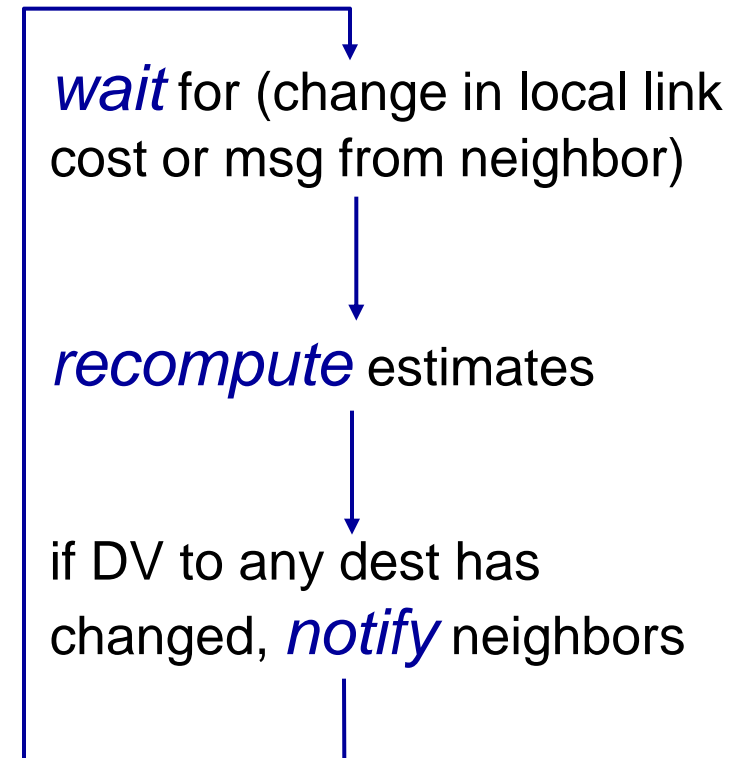 wait for (change in local link
cost or msg from neighbor)
recompute estimates
if DV to any dest has
changed, notify neighbors